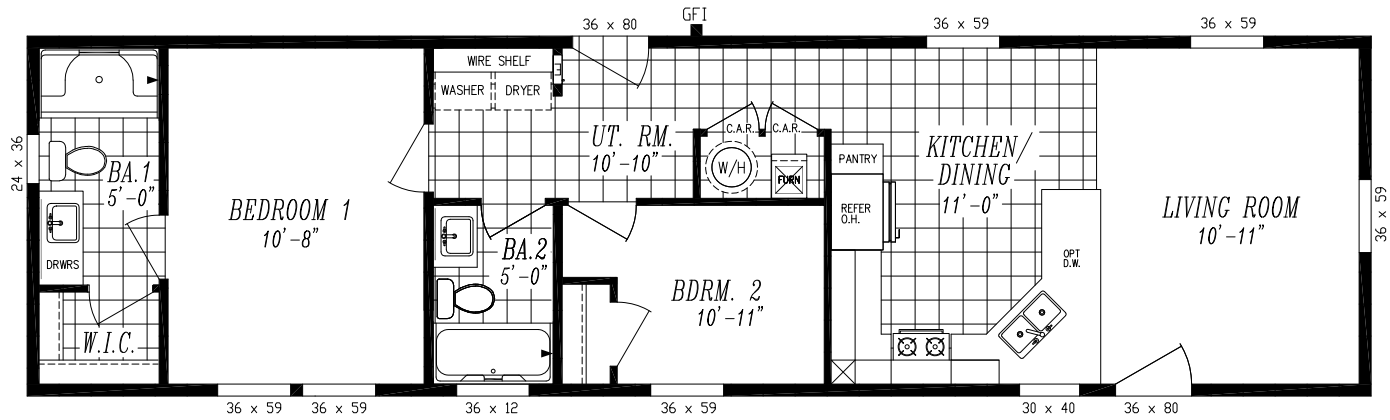 GFI
36 x 80
36 x 59
36 x 59
WIRE SHELF
WASHER
DRYER
C.A.R.
C.A.R.
UT. RM.
10'-10"
W/H
FURN
PANTRY
KITCHEN/
DINING
11'-0"
24 x 36
BA.1
5'-0"
BEDROOM 1
10'-8"
REFER
O.H.
LIVING ROOM
10'-11"
36 x 59
DRWRS
BA.2
5'-0"
OPT
D.W.
BDRM. 2
10'-11"
W.I.C.
36 x 59
36 x 59
36 x 12
36 x 59
30 x 40
36 x 80